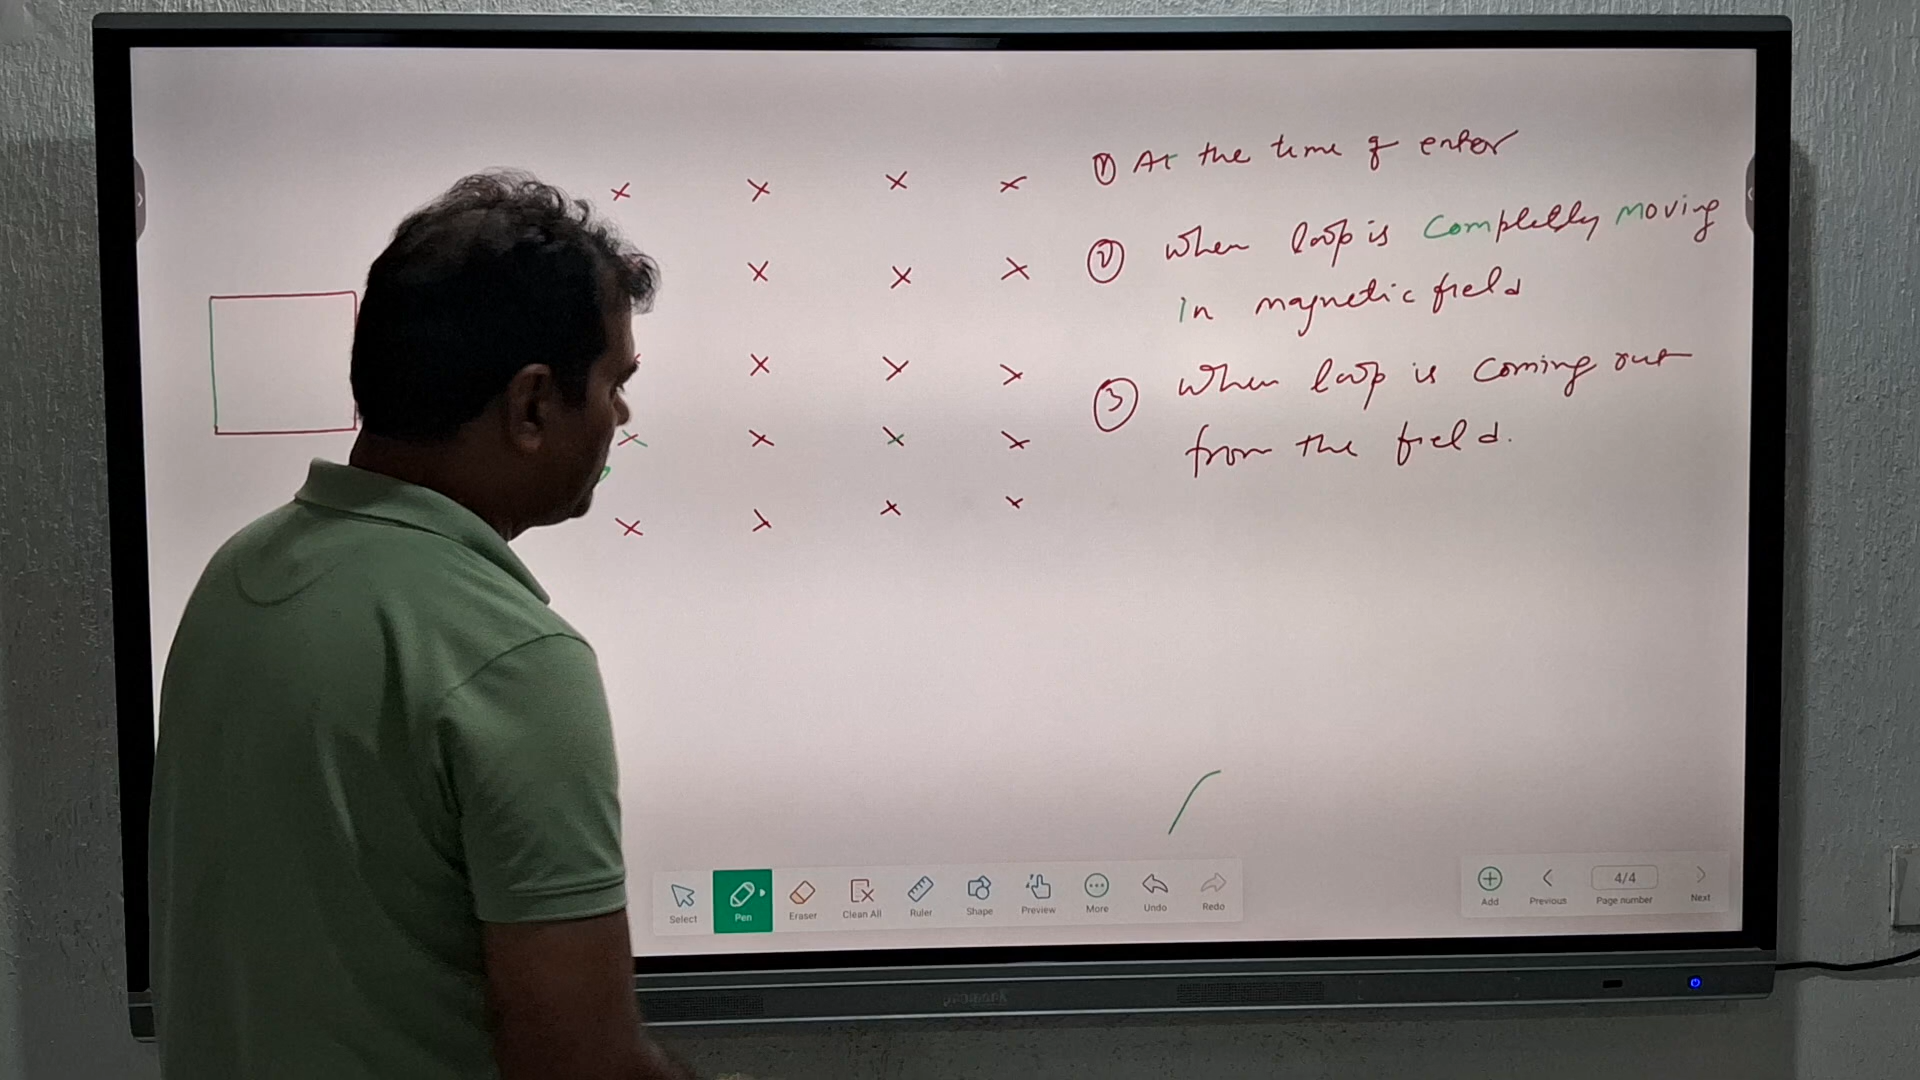 ① At the time of enter
② when loop is Completly moving
In magnetic field
③ when loop is coming out
from the field.
Select
Pen
Eraser
Clean All
Ruler
Shape
Preview
More
Undo
Redo
Add
Previous
4/4
Page number
Next